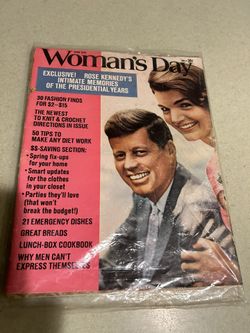 Woman's Day
EXCLUSIVE! ROSE KENNEDY'S
INTIMATE MEMORIES
OF THE PRESIDENTIAL YEARS
30 FASHION FINDS
FOR $2-$15
THE NEWEST
TO KNIT & CROCHET
DIRECTIONS IN ISSUE
50 TIPS TO
MAKE ANY DIET WORK
$$-SAVING SECTION:
• Spring fix-ups
for your home
• Smart updates
for the clothes
in your closet
• Parties they'll love
(that won't
break the budget!)
21 EMERGENCY DISHES
GREAT BREADS
LUNCH-BOX COOKBOOK
WHY MEN CAN'T
EXPRESS THEMSELVES